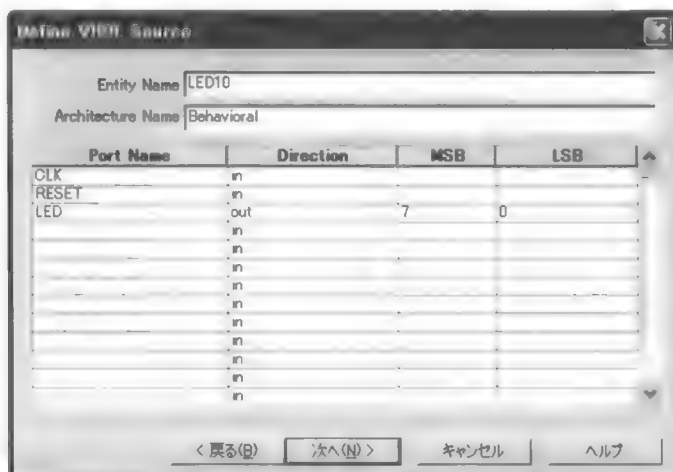 Define VHDL Source
Entity Name LED10
Architecture Name Behavioral
Port Name Direction MSB LSB
CLK in
RESET in
LED out 7 0
in
in
in
in
in
in
in
in
in
in
< 戻る(B) 次へ(N) > キャンセル ヘルプ